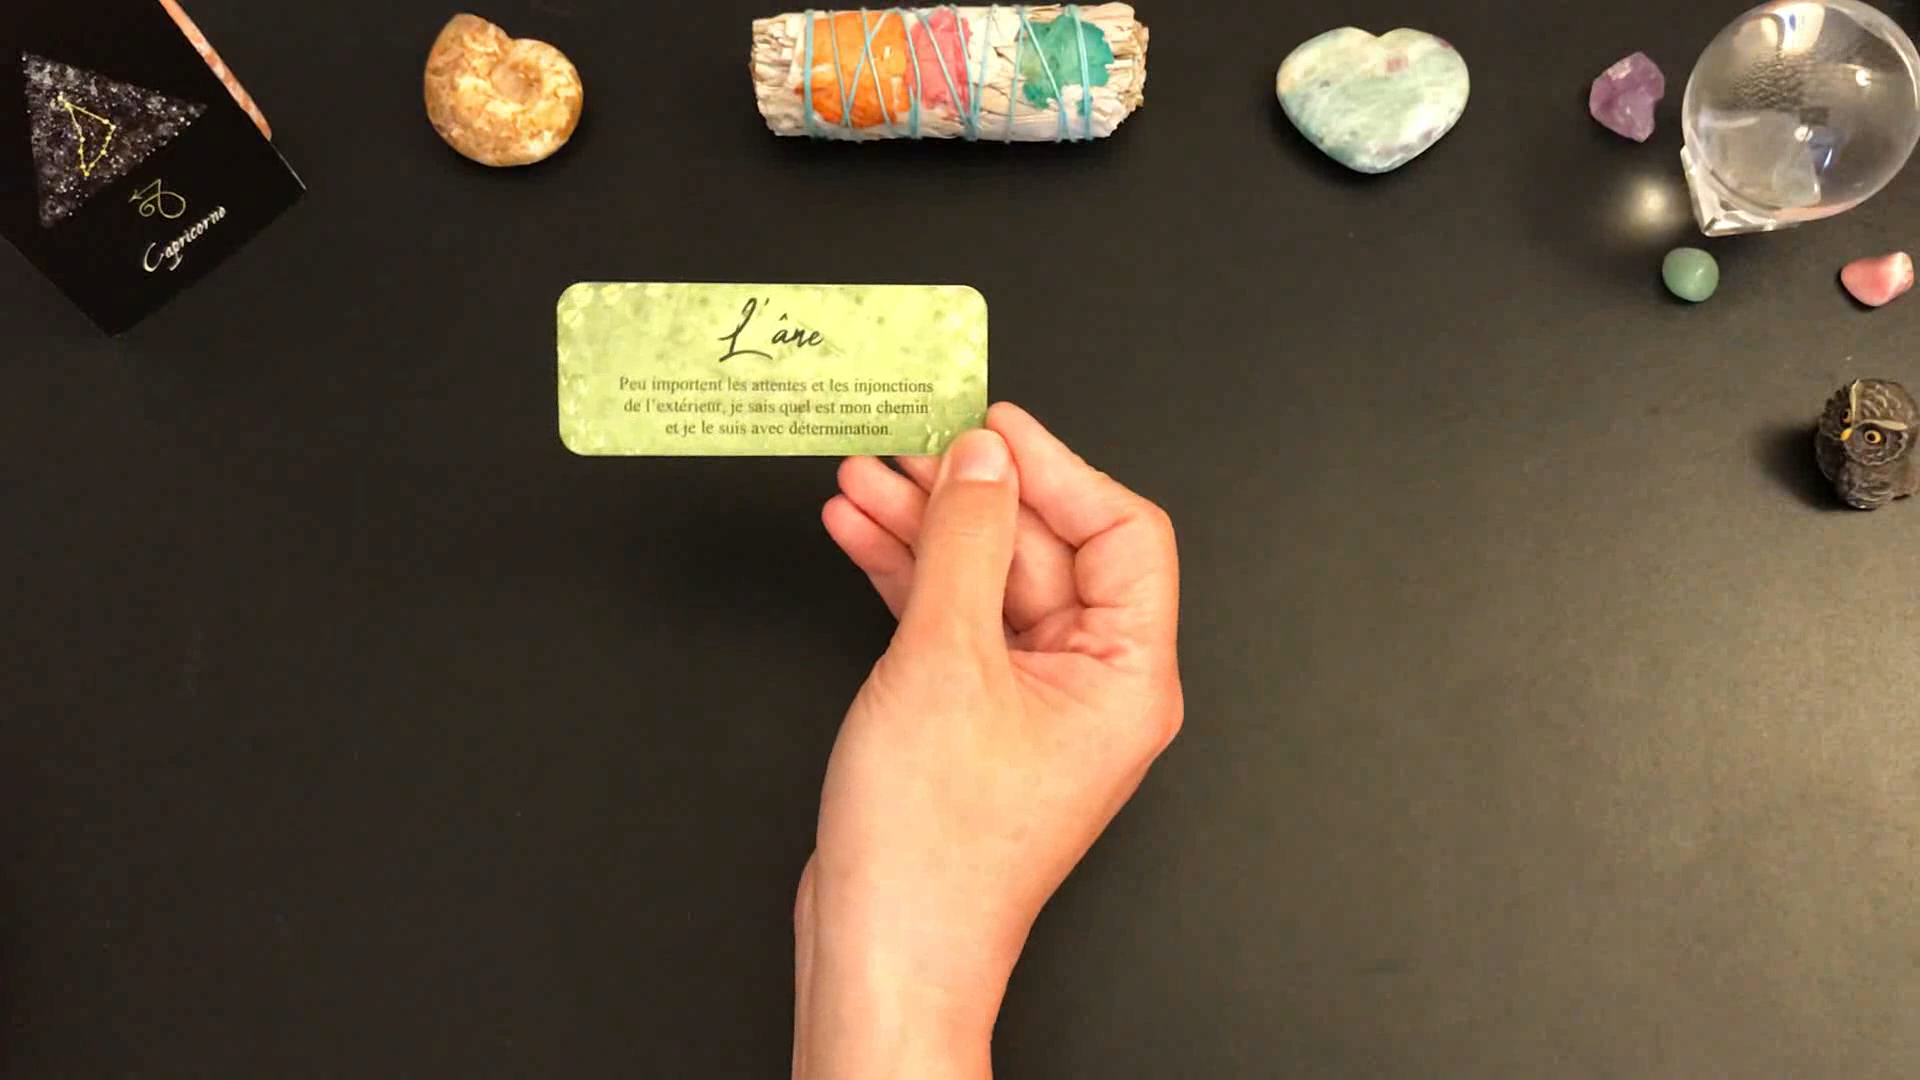 Capricorne
L'âne
Peu importent les attentes et les injonctions
de l'extérieur, je sais quel est mon chemin
et je le suis avec détermination.